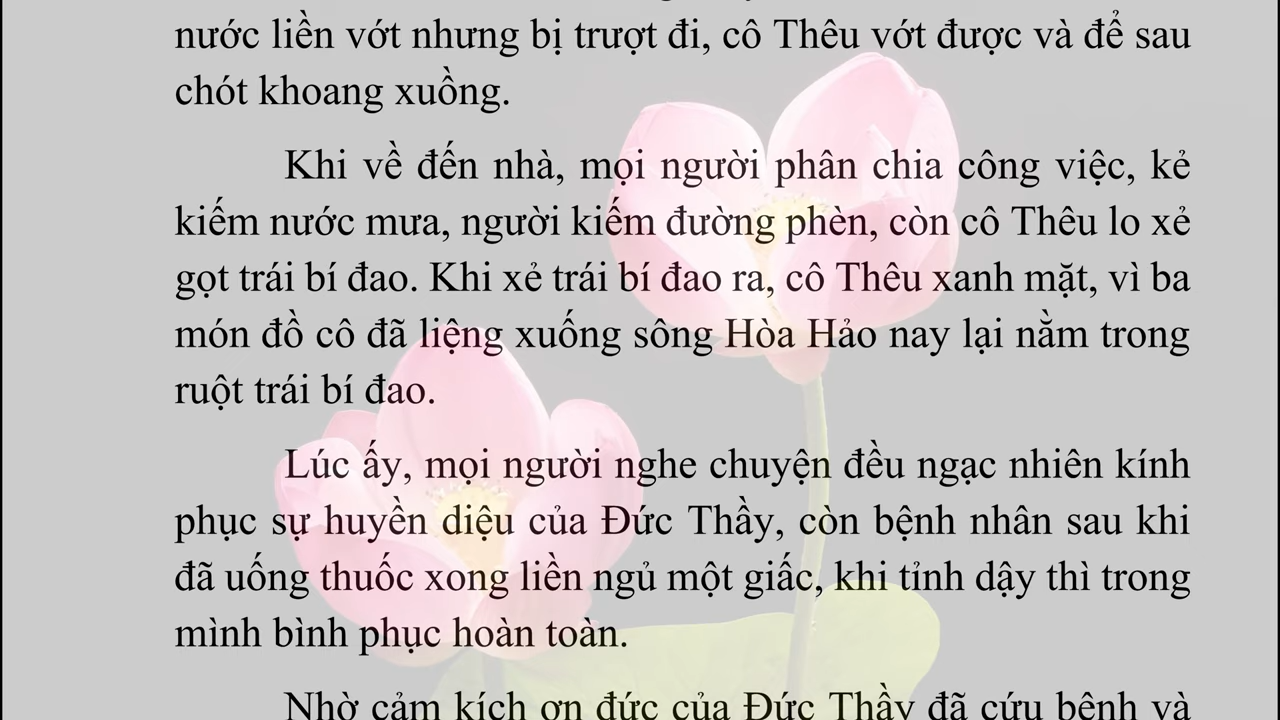 nước liền vớt nhưng bị trượt đi, cô Thêu vớt được và để sau
chót khoang xuồng.
Khi về đến nhà, mọi người phân chia công việc, kẻ
kiếm nước mưa, người kiếm đường phèn, còn cô Thêu lo xẻ
gọt trái bí đao. Khi xẻ trái bí đao ra, cô Thêu xanh mặt, vì ba
món đồ cô đã liệng xuống sông Hòa Hảo nay lại nằm trong
ruột trái bí đao.
Lúc ấy, mọi người nghe chuyện đều ngạc nhiên kính
phục sự huyền diệu của Đức Thầy, còn bệnh nhân sau khi
đã uống thuốc xong liền ngủ một giấc, khi tỉnh dậy thì trong
mình bình phục hoàn toàn.
Nhờ cảm kích ơn đức của Đức Thầy đã cứu bệnh và